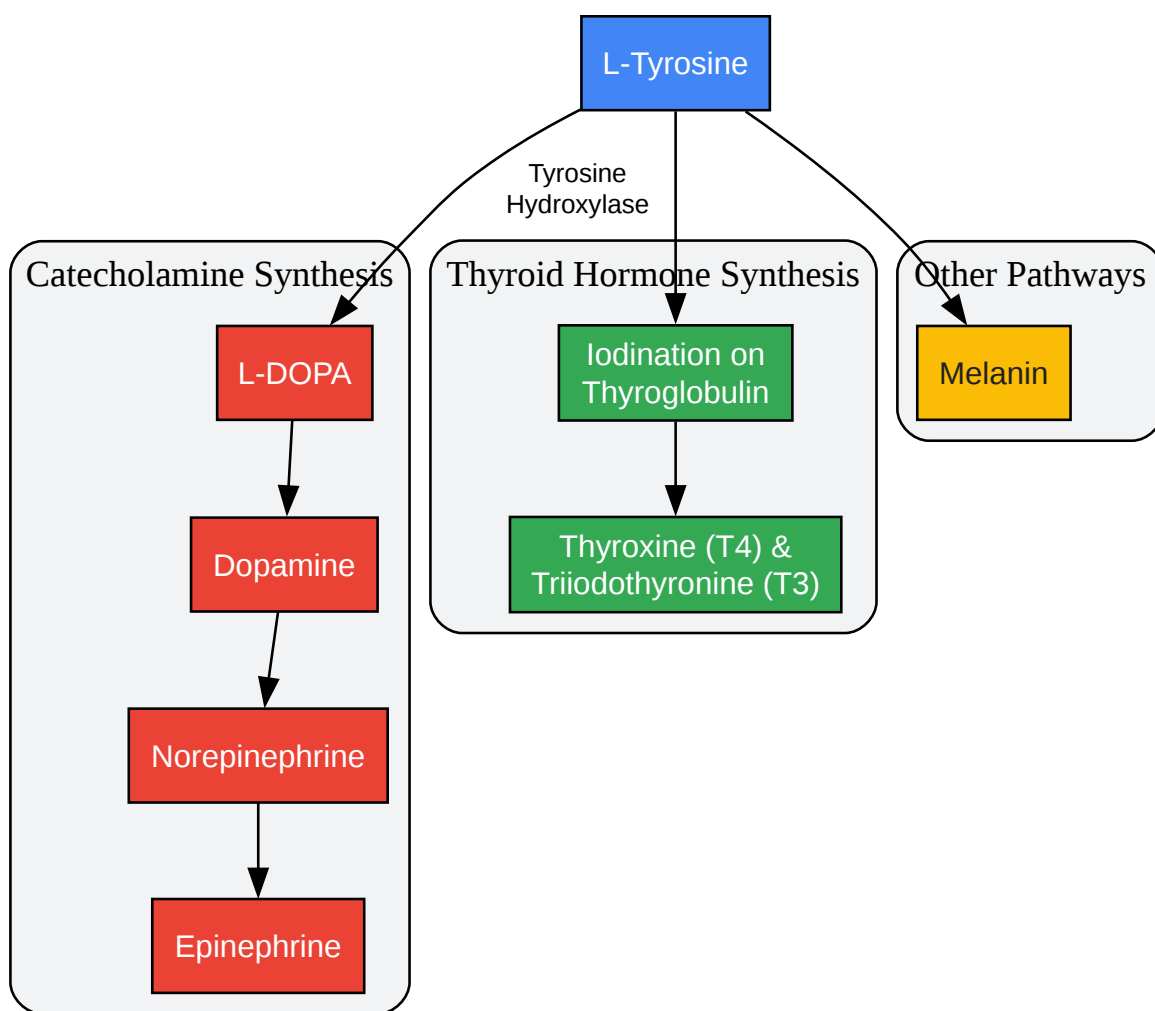 L-Tyrosine
Tyrosine
Hydroxylase
Catecholamine Synthesis
L-DOPA
Dopamine
Norepinephrine
Epinephrine
Thyroid Hormone Synthesis
Iodination on
Thyroglobulin
Thyroxine (T4) &
Triiodothyronine (T3)
Other Pathways
Melanin